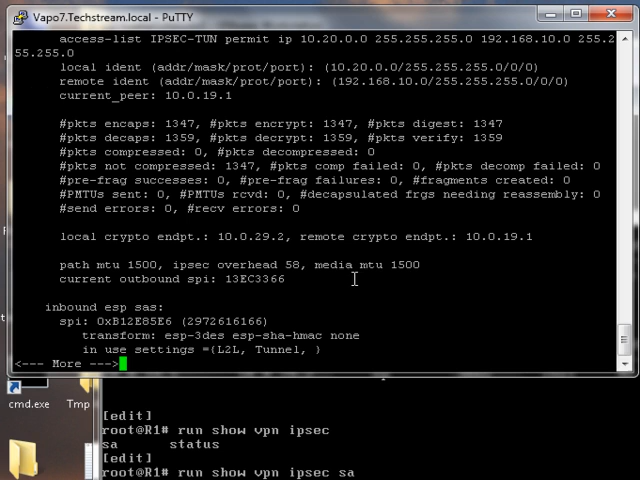 Vapo7.Techstream.local - PuTTY
access-list IPSEC-TUN permit ip 10.20.0.0 255.255.255.0 192.168.10.0 255.2
55.255.0
local ident (addr/mask/prot/port): (10.20.0.0/255.255.255.0/0/0)
remote ident (addr/mask/prot/port): (192.168.10.0/255.255.255.0/0/0)
current_peer: 10.0.19.1
#pkts encaps: 1347, #pkts encrypt: 1347, #pkts digest: 1347
#pkts decaps: 1359, #pkts decrypt: 1359, #pkts verify: 1359
#pkts compressed: 0, #pkts decompressed: 0
#pkts not compressed: 1347, #pkts comp failed: 0, #pkts decomp failed: 0
#pre-frag successes: 0, #pre-frag failures: 0, #fragments created: 0
#PMTUs sent: 0, #PMTUs rcvd: 0, #decapsulated frgs needing reassembly: 0
#send errors: 0, #recv errors: 0
local crypto endpt.: 10.0.29.2, remote crypto endpt.: 10.0.19.1
path mtu 1500, ipsec overhead 58, media mtu 1500
current outbound spi: 13EC3366
inbound esp sas:
spi: 0xB12E85E6 (2972616166)
transform: esp-3des esp-sha-hmac none
in use settings ={L2L, Tunnel, }
<--- More --->
cmd.exe
Tmp
[edit]
root@R1# run show vpn ipsec
sa status
[edit]
root@R1# run show vpn ipsec sa